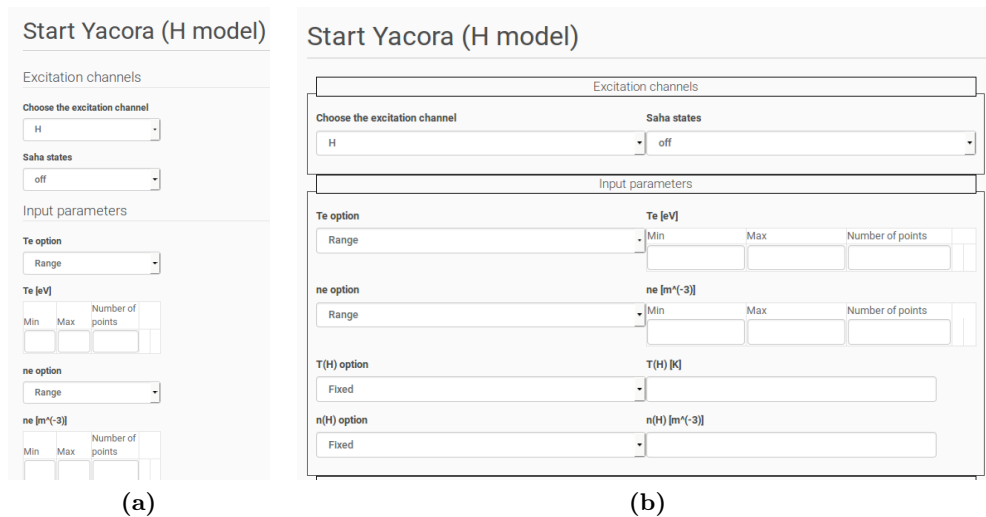 Start Yacora (H model)
Excitation channels
Choose the excitation channel
H
Saha states
off
Input parameters
Te option
Range
Te [eV]
Min Max Number of points
ne option
Range
ne [m^(-3)]
Min Max Number of points
(a)
Start Yacora (H model)
Excitation channels
Choose the excitation channel Saha states
H off
Input parameters
Te option Te [eV]
Range Min Max Number of points
ne option ne [m^(-3)]
Range Min Max Number of points
T(H) option T(H) [K]
Fixed
n(H) option n(H) [m^(-3)]
Fixed
(b)